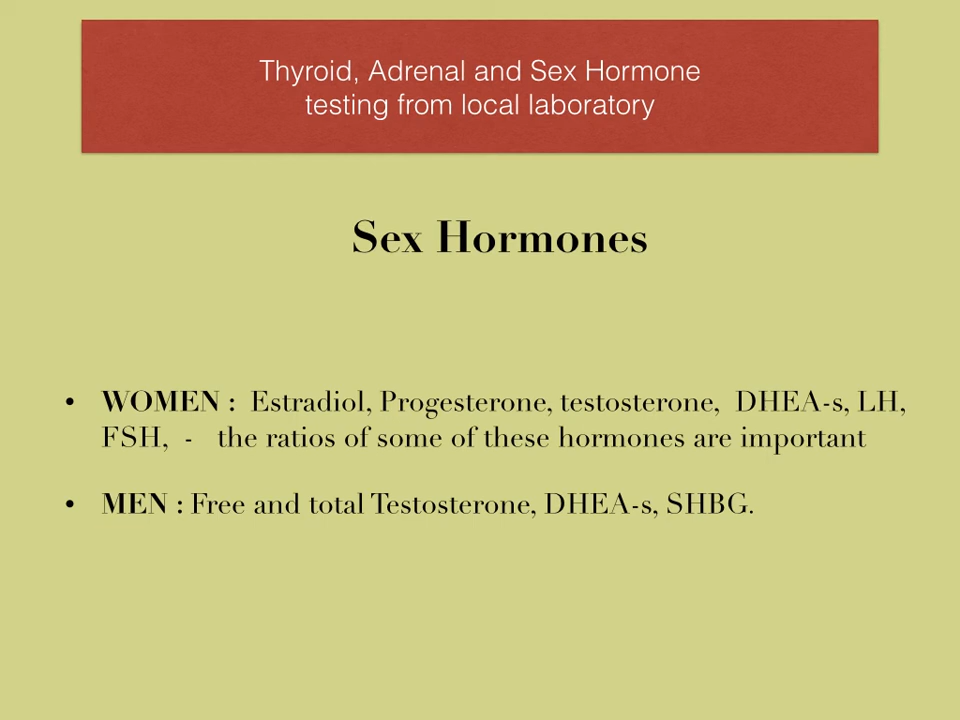 Thyroid, Adrenal and Sex Hormone
testing from local laboratory
Sex Hormones
• WOMEN : Estradiol, Progesterone, testosterone, DHEA-s, LH,
FSH, - the ratios of some of these hormones are important
• MEN : Free and total Testosterone, DHEA-s, SHBG.